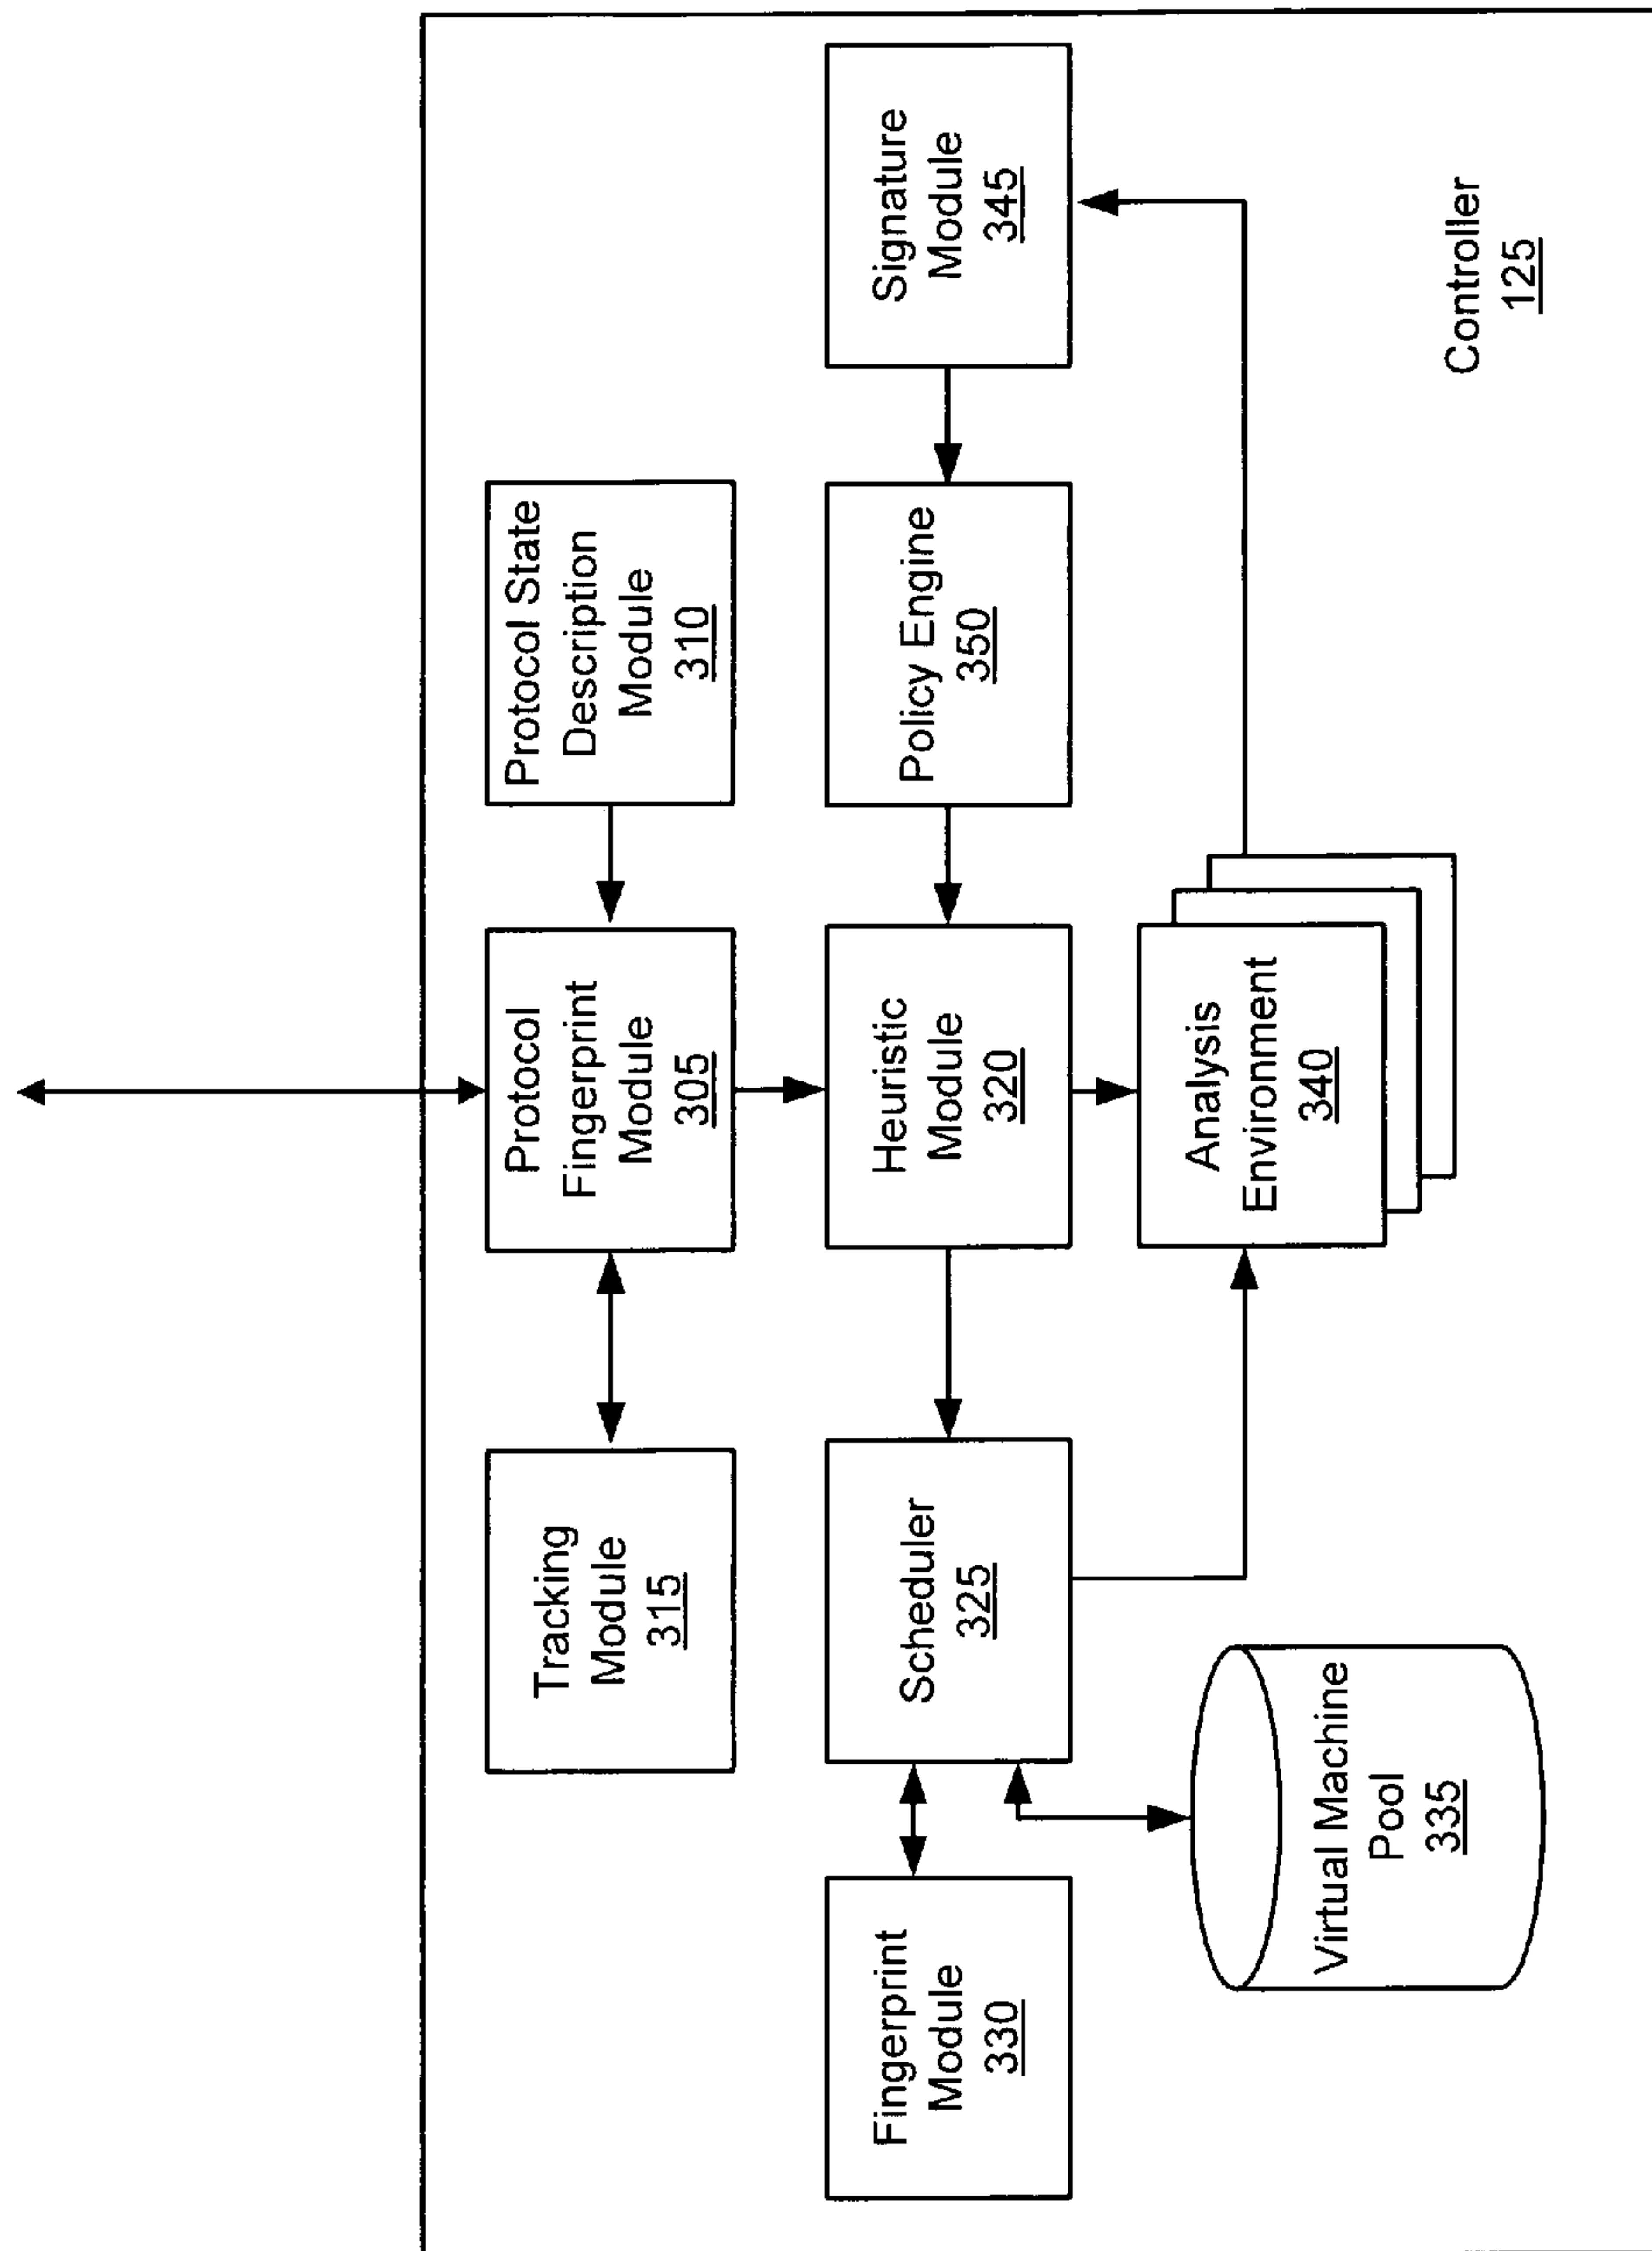 Tracking
Module
315
Protocol
Fingerprint
Module
305
Protocol State
Description
Module
310
Fingerprint
Module
330
Scheduler
325
Heuristic
Module
320
Policy Engine
350
Signature
Module
345
Virtual Machine
Pool
335
Analysis
Environment
340
Controller
125